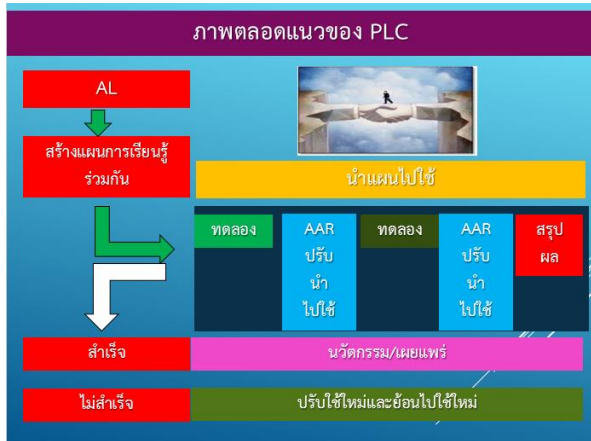 ภาพตลอดแนวของ PLC
AL
สร้างแผนการเรียนรู้
ร่วมกัน
นำแผนไปใช้
ทดลอง
AAR
ปรับ
นำ
ไปใช้
ทดลอง
AAR
ปรับ
นำ
ไปใช้
สรุป
ผล
สำเร็จ
นวัตกรรม/เผยแพร่
ไม่สำเร็จ
ปรับใช้ใหม่และย้อนไปใช้ใหม่